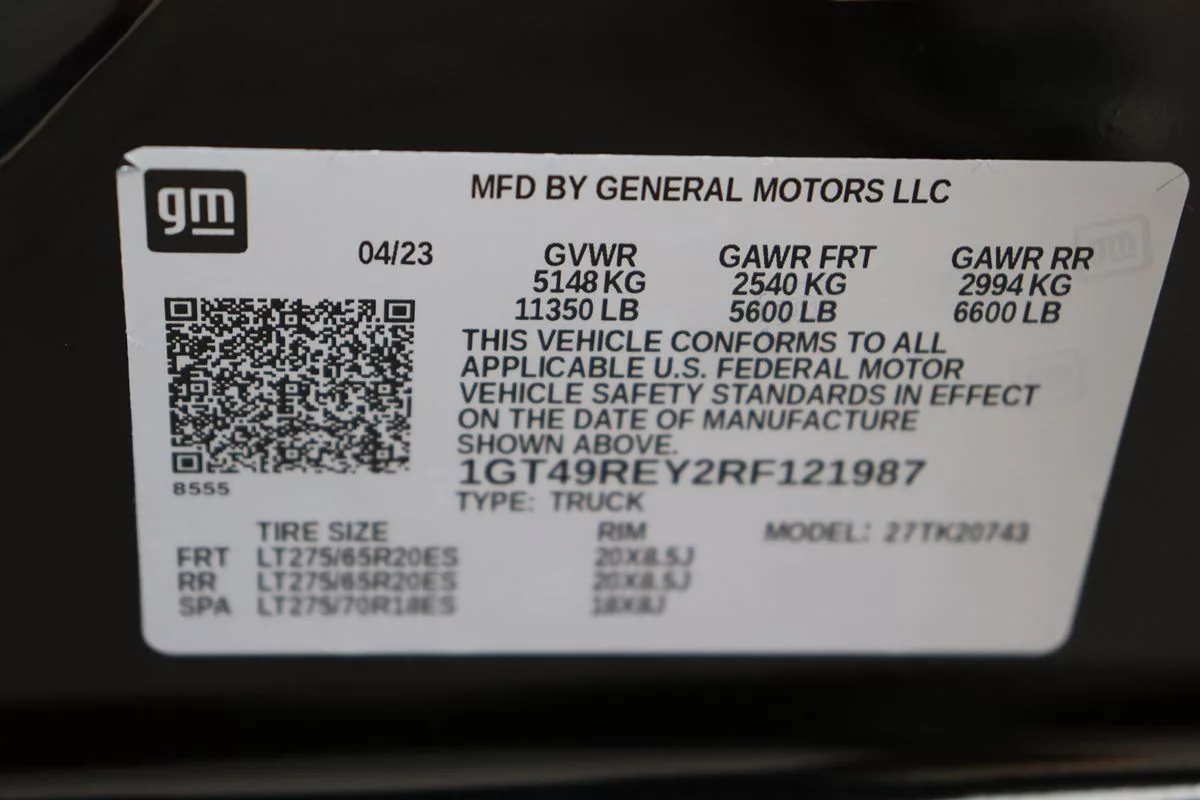 gm
MFD BY GENERAL MOTORS LLC
04/23 GVWR GAWR FRT GAWR RR
5148 KG 2540 KG 2994 KG
11350 LB 5600 LB 6600 LB
THIS VEHICLE CONFORMS TO ALL
APPLICABLE U.S. FEDERAL MOTOR
VEHICLE SAFETY STANDARDS IN EFFECT
ON THE DATE OF MANUFACTURE
SHOWN ABOVE.
8555
1GT49REY2RF121987
TYPE: TRUCK
TIRE SIZE RIM MODEL: 27TK20743
FRT LT275/65R20ES 20X8.5J
RR LT275/65R20ES 20X8.5J
SPA LT275/70R18ES 18X8J